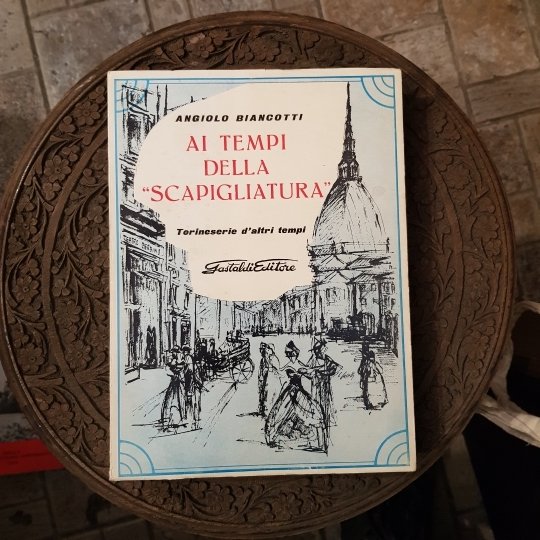 ANGIOLO BIANCOTTI
AI TEMPI
DELLA
“SCAPIGLIATURA”
Torineserie d'altri tempi
Gastaldi Editore